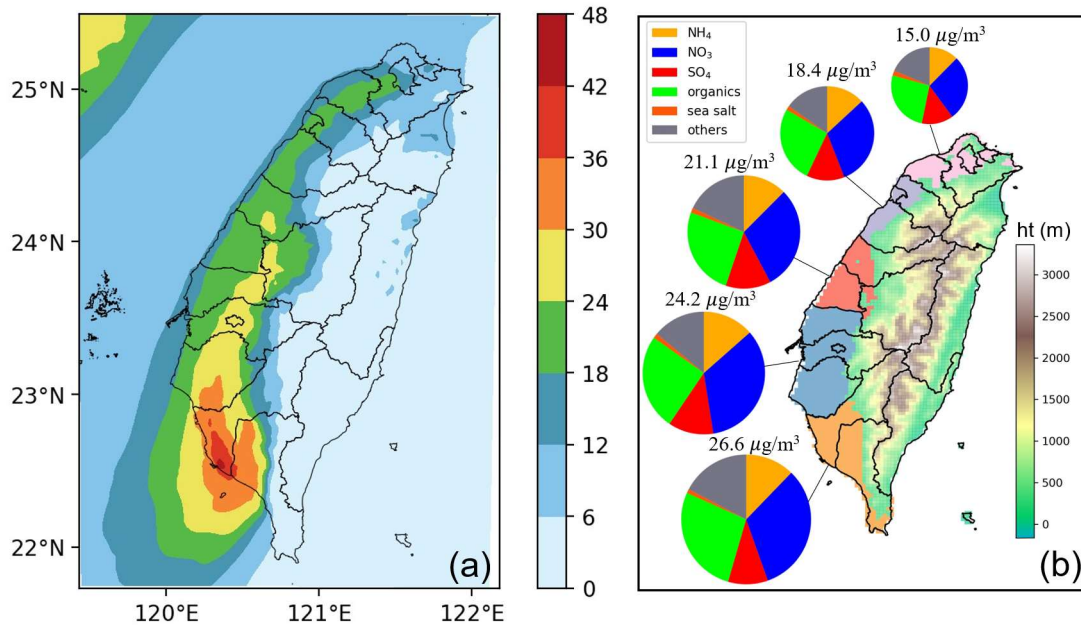 25°N
24°N
23°N
22°N
120°E
121°E
122°E
(a)
48
42
36
30
24
18
12
6
0
NH₄
NO₃
SO₄
organics
sea salt
others
15.0 µg/m³
18.4 µg/m³
21.1 µg/m³
24.2 µg/m³
26.6 µg/m³
ht (m)
3000
2500
2000
1500
1000
500
0
(b)